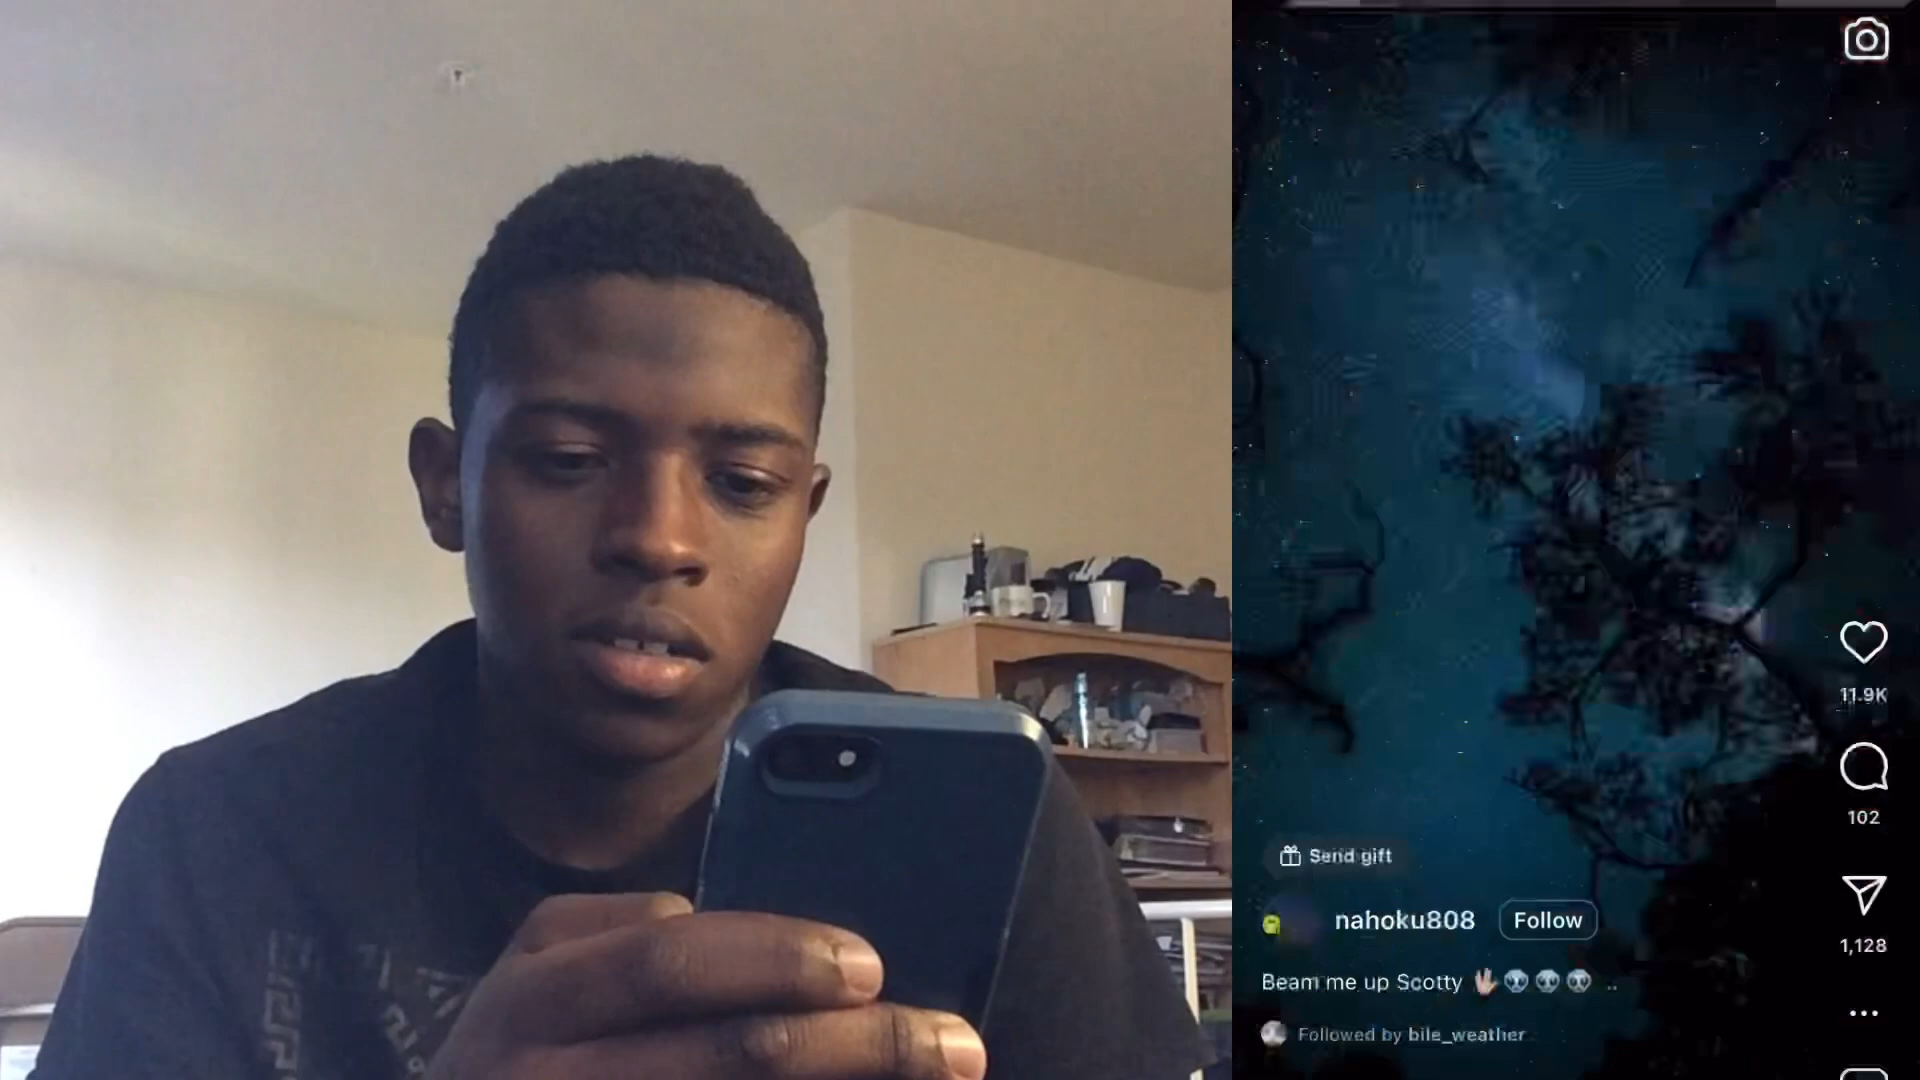 11.9K
102
Send gift
nahoku808 Follow
1,128
Beam me up Scotty 🖖🏼👽👽👽 ..
Followed by bile_weather